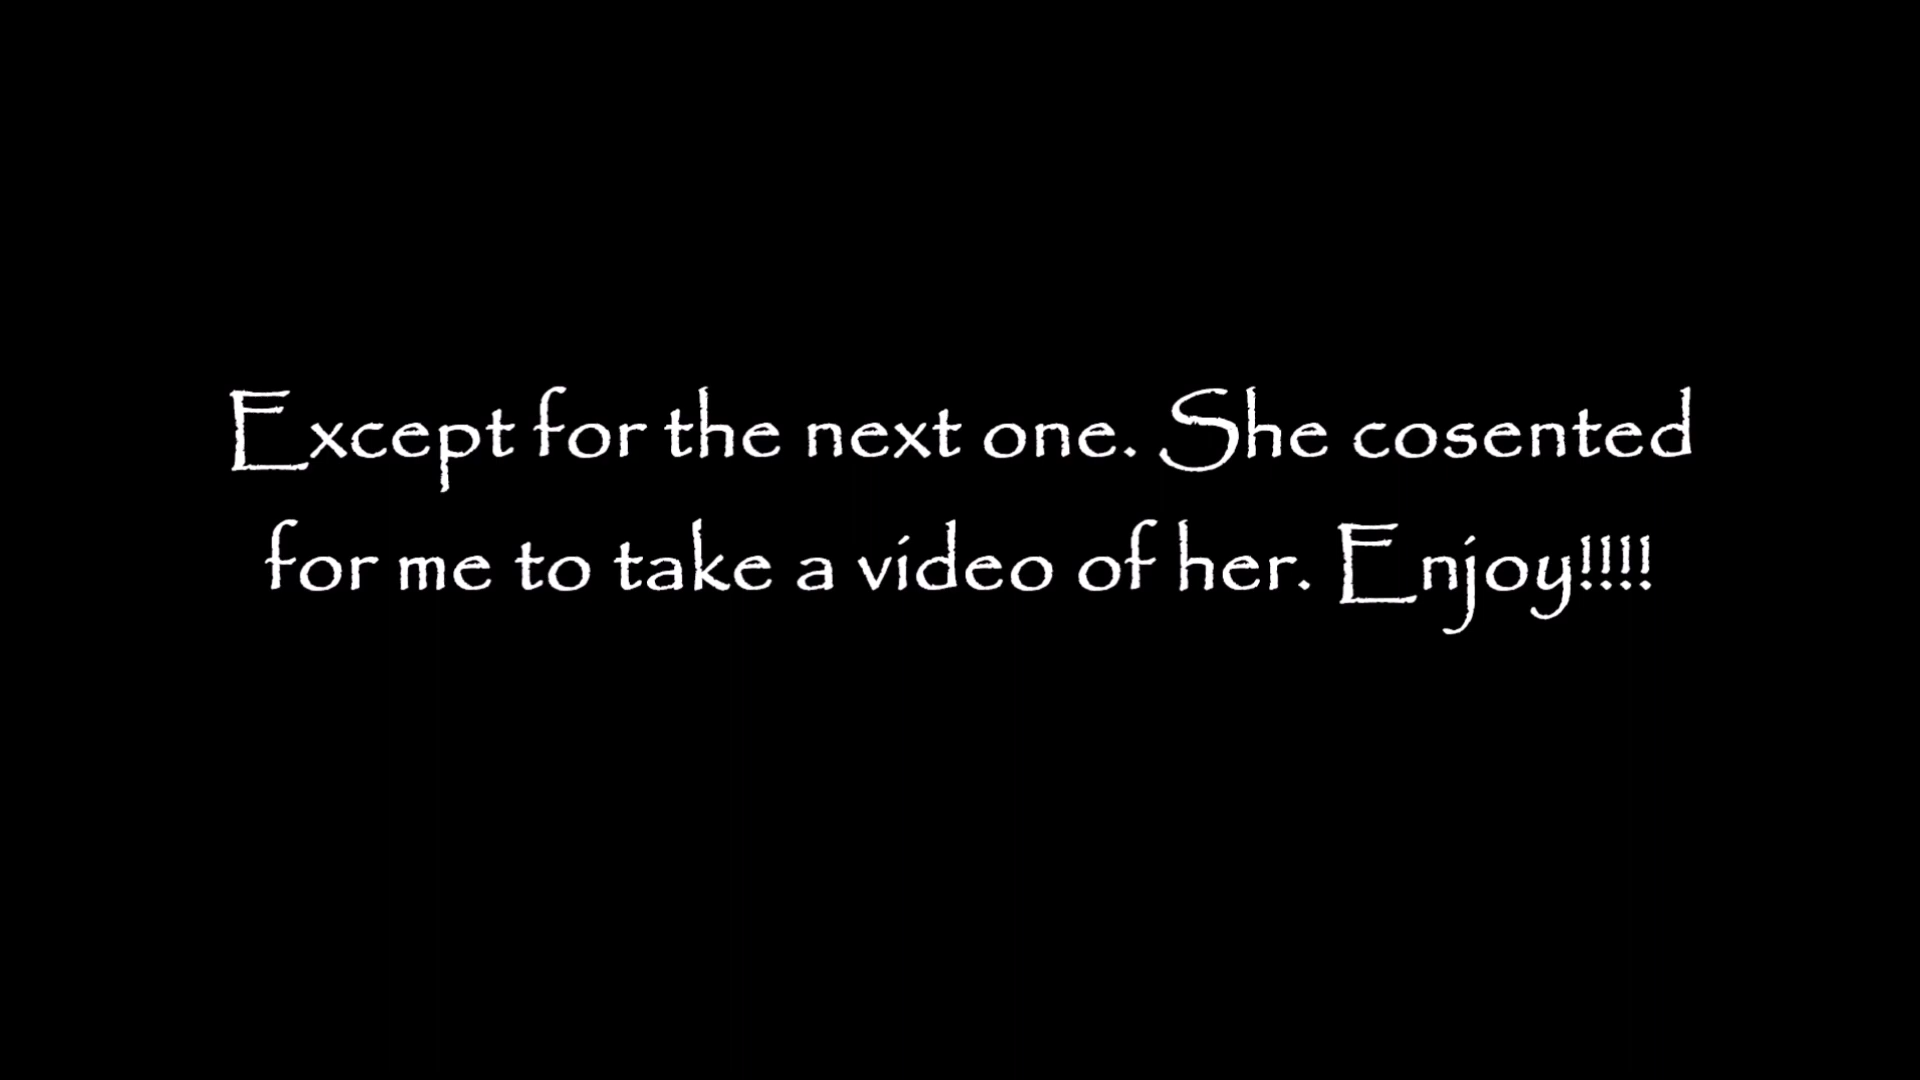 Except for the next one. She cosented
for me to take a video of her. Enjoy!!!!